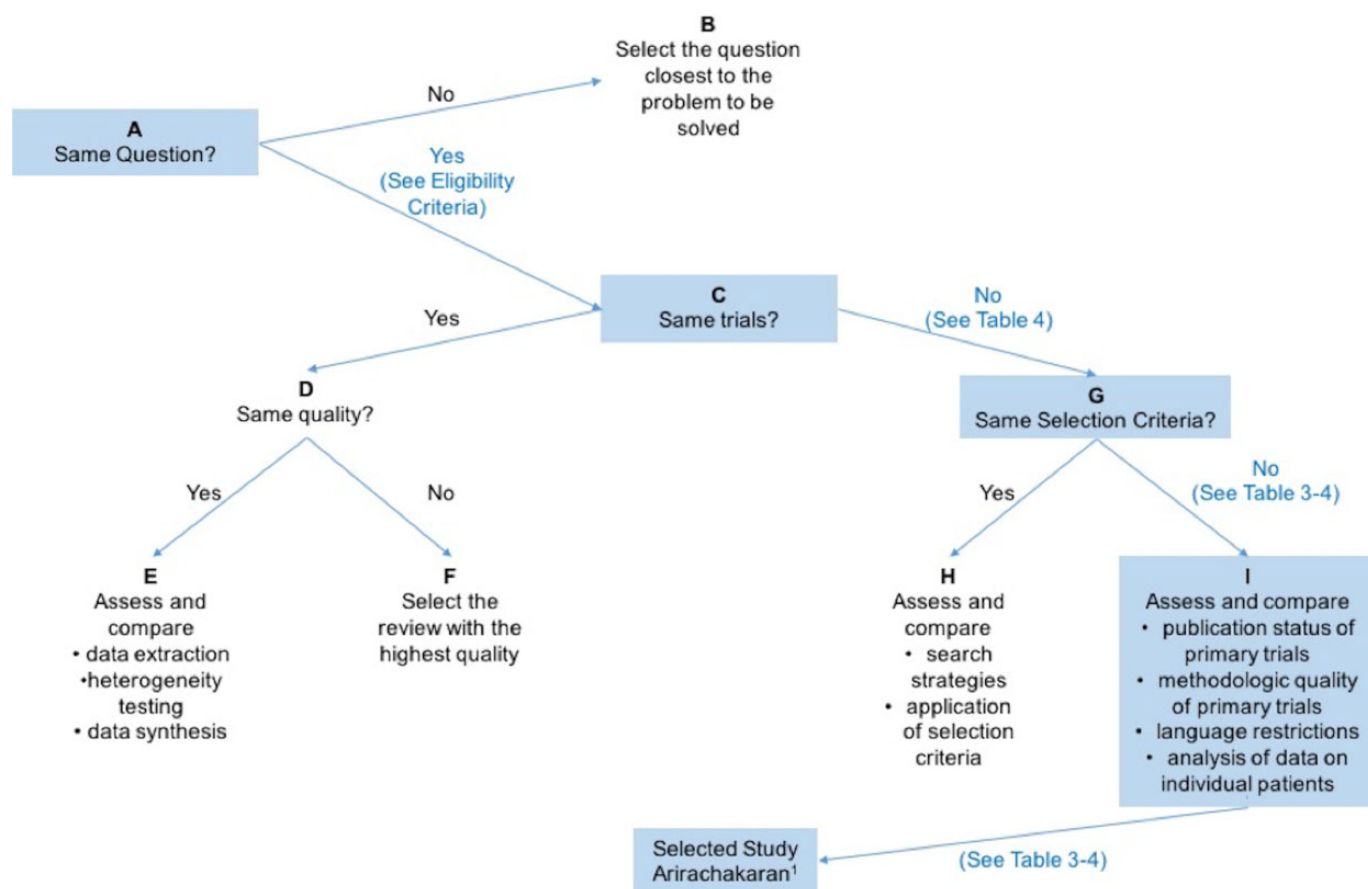 B
Select the question
closest to the
problem to be
solved
No
A
Same Question?
Yes
(See Eligibility
Criteria)
C
Same trials?
No
(See Table 4)
Yes
D
Same quality?
G
Same Selection Criteria?
Yes
No
Yes
No
(See Table 3-4)
E
Assess and
compare
• data extraction
•heterogeneity
testing
• data synthesis
F
Select the
review with the
highest quality
H
Assess and
compare
• search
strategies
• application
of selection
criteria
I
Assess and compare
• publication status of
primary trials
• methodologic quality
of primary trials
• language restrictions
• analysis of data on
individual patients
Selected Study
Arirachakaran¹
(See Table 3-4)